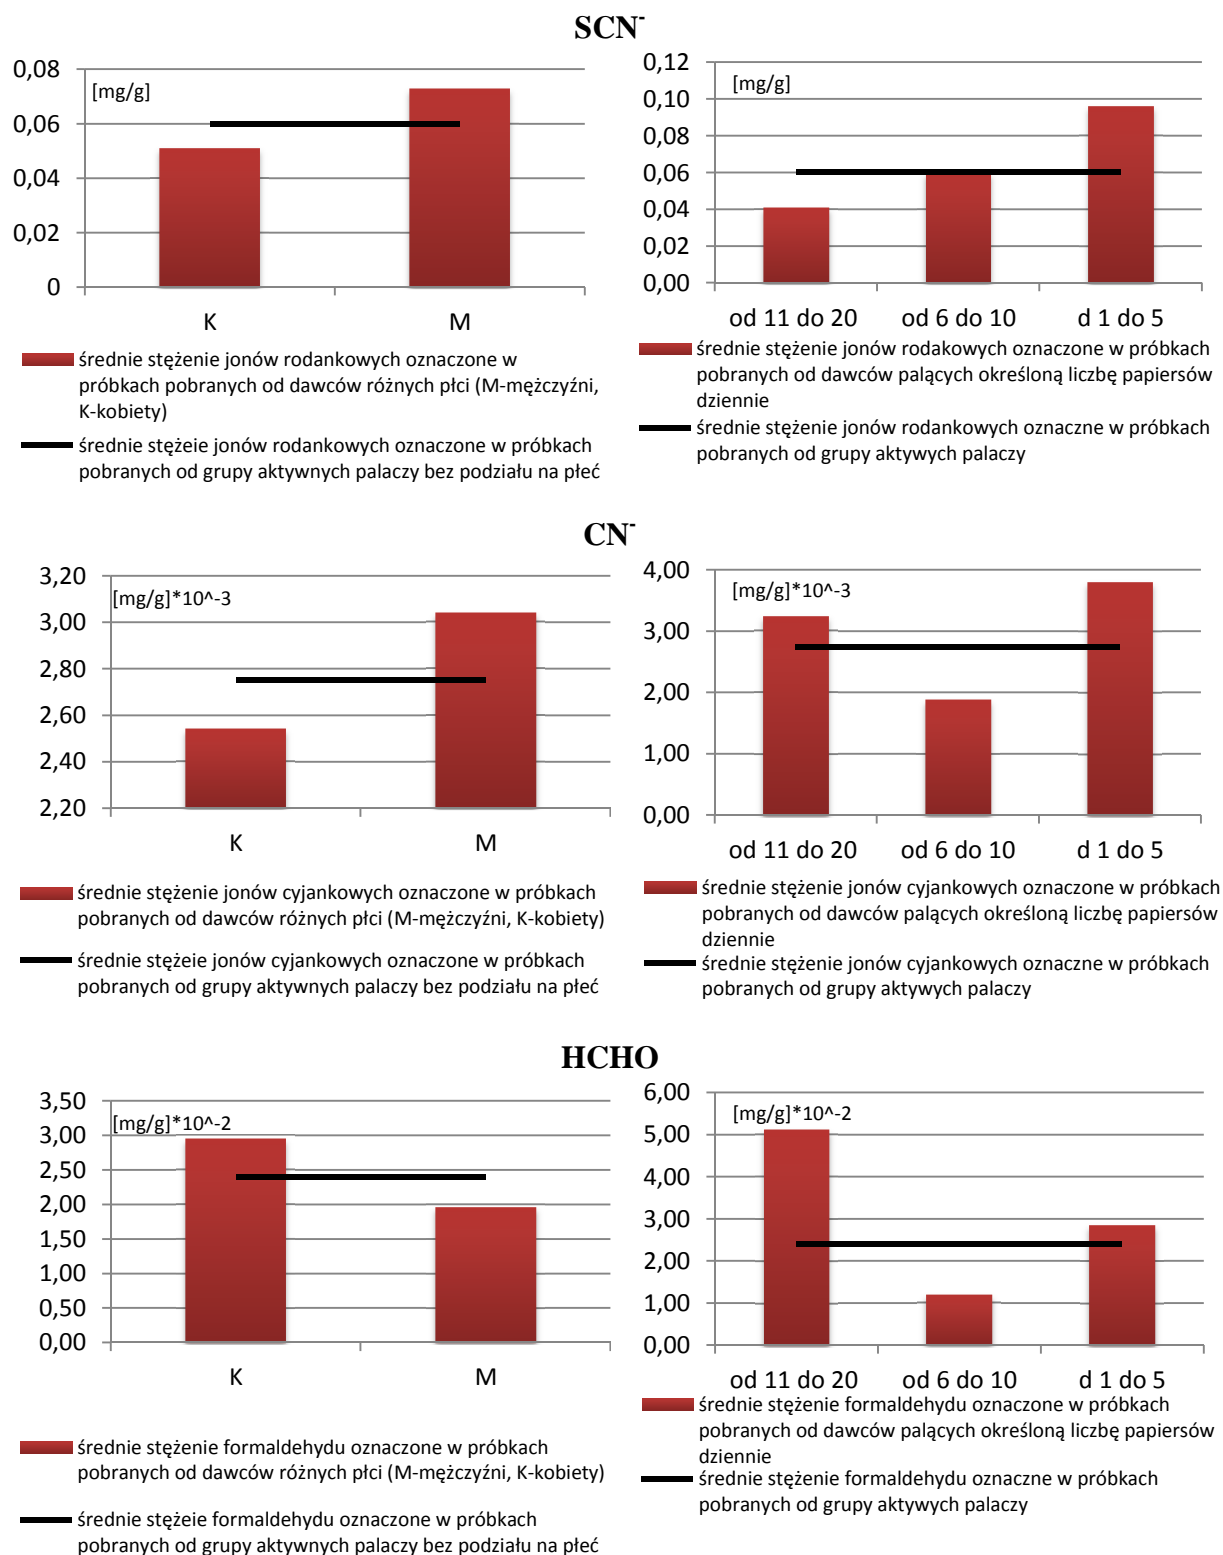 SCN⁻
0,08
0,06
0,04
0,02
0
[mg/g]
K M
średnie stężenie jonów rodankowych oznaczone w
próbkach pobranych od dawców różnych płci (M-mężczyźni,
K-kobiety)
średnie stężeie jonów rodankowych oznaczone w próbkach
pobranych od grupy aktywnych palaczy bez podziału na płeć
0,12
0,10
0,08
0,06
0,04
0,02
0,00
[mg/g]
od 11 do 20 od 6 do 10 d 1 do 5
średnie stężenie jonów rodakowych oznaczone w próbkach
pobranych od dawców palących określoną liczbę papiersów
dziennie
średnie stężenie jonów rodankowych oznaczne w próbkach
pobranych od grupy aktywych palaczy
CN⁻
3,20
3,00
2,80
2,60
2,40
2,20
[mg/g]*10^-3
K M
średnie stężenie jonów cyjankowych oznaczone w próbkach
pobranych od dawców różnych płci (M-mężczyźni, K-kobiety)
średnie stężeie jonów cyjankowych oznaczone w próbkach
pobranych od grupy aktywnych palaczy bez podziału na płeć
4,00
3,00
2,00
1,00
0,00
[mg/g]*10^-3
od 11 do 20 od 6 do 10 d 1 do 5
średnie stężenie jonów cyjankowych oznaczone w próbkach
pobranych od dawców palących określoną liczbę papiersów
dziennie
średnie stężenie jonów cyjankowych oznaczne w próbkach
pobranych od grupy aktywych palaczy
HCHO
3,50
3,00
2,50
2,00
1,50
1,00
0,50
0,00
[mg/g]*10^-2
K M
średnie stężenie formaldehydu oznaczone w próbkach
pobranych od dawców różnych płci (M-mężczyźni, K-kobiety)
średnie stężeie formaldehydu oznaczone w próbkach
pobranych od grupy aktywnych palaczy bez podziału na płeć
6,00
5,00
4,00
3,00
2,00
1,00
0,00
[mg/g]*10^-2
od 11 do 20 od 6 do 10 d 1 do 5
średnie stężenie formaldehydu oznaczone w próbkach
pobranych od dawców palących określoną liczbę papiersów
dziennie
średnie stężenie formaldehydu oznaczne w próbkach
pobranych od grupy aktywych palaczy